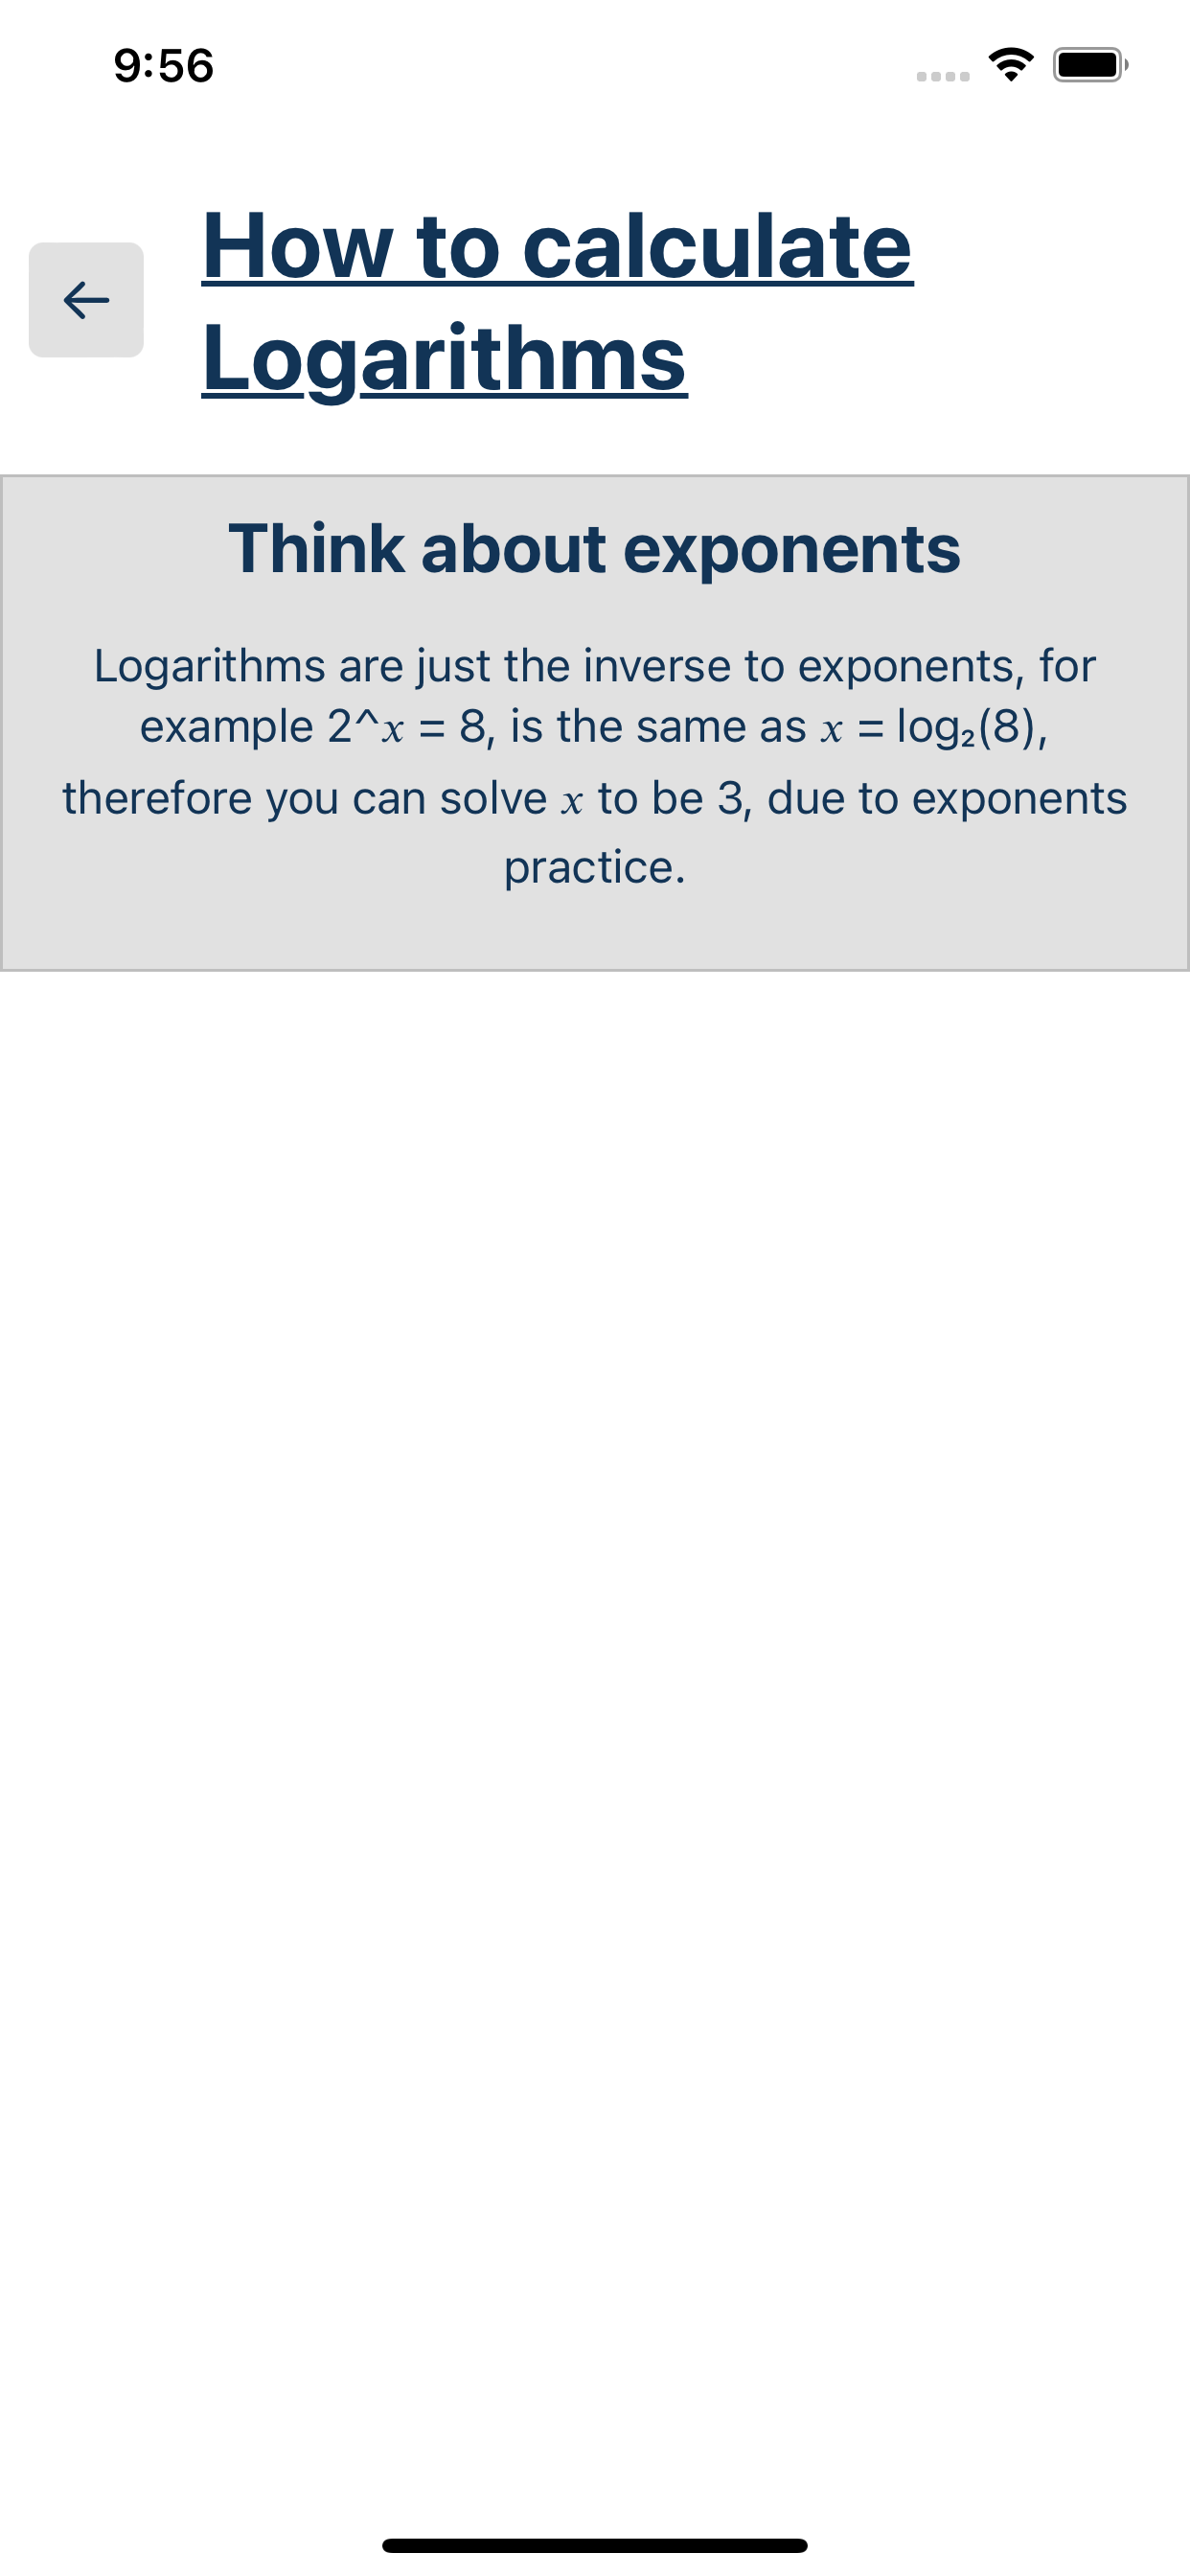 9:56
How to calculate
Logarithms
Think about exponents
Logarithms are just the inverse to exponents, for
example 2^𝑥 = 8, is the same as 𝑥 = log₂(8),
therefore you can solve 𝑥 to be 3, due to exponents
practice.